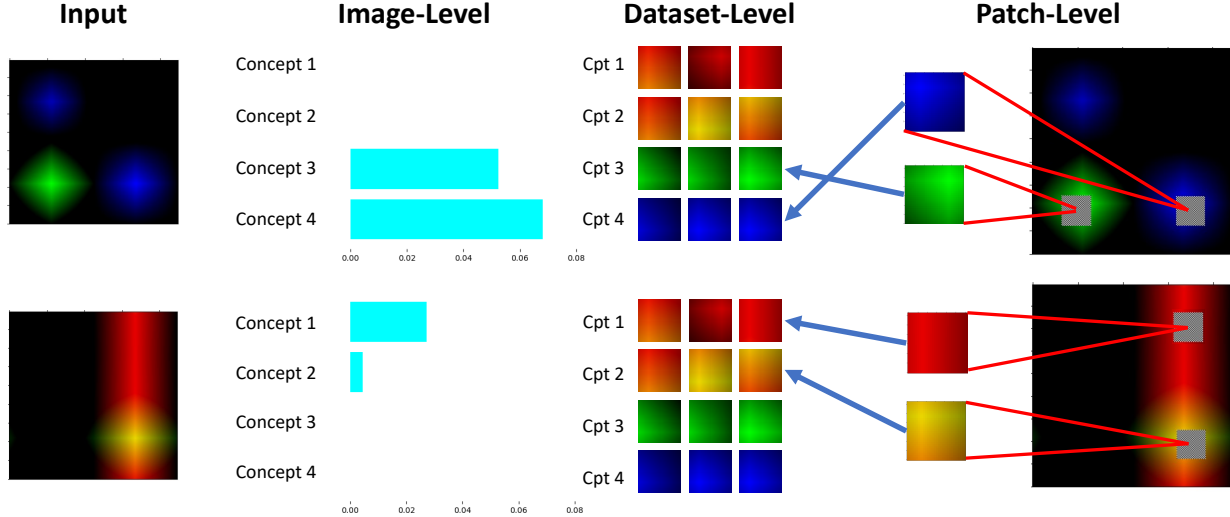 Input Image-Level Dataset-Level Patch-Level
Concept 1 Cpt 1
Concept 2 Cpt 2
Concept 3 Cpt 3
Concept 4 Cpt 4
0.00 0.02 0.04 0.06 0.08
Concept 1 Cpt 1
Concept 2 Cpt 2
Concept 3 Cpt 3
Concept 4 Cpt 4
0.00 0.02 0.04 0.06 0.08